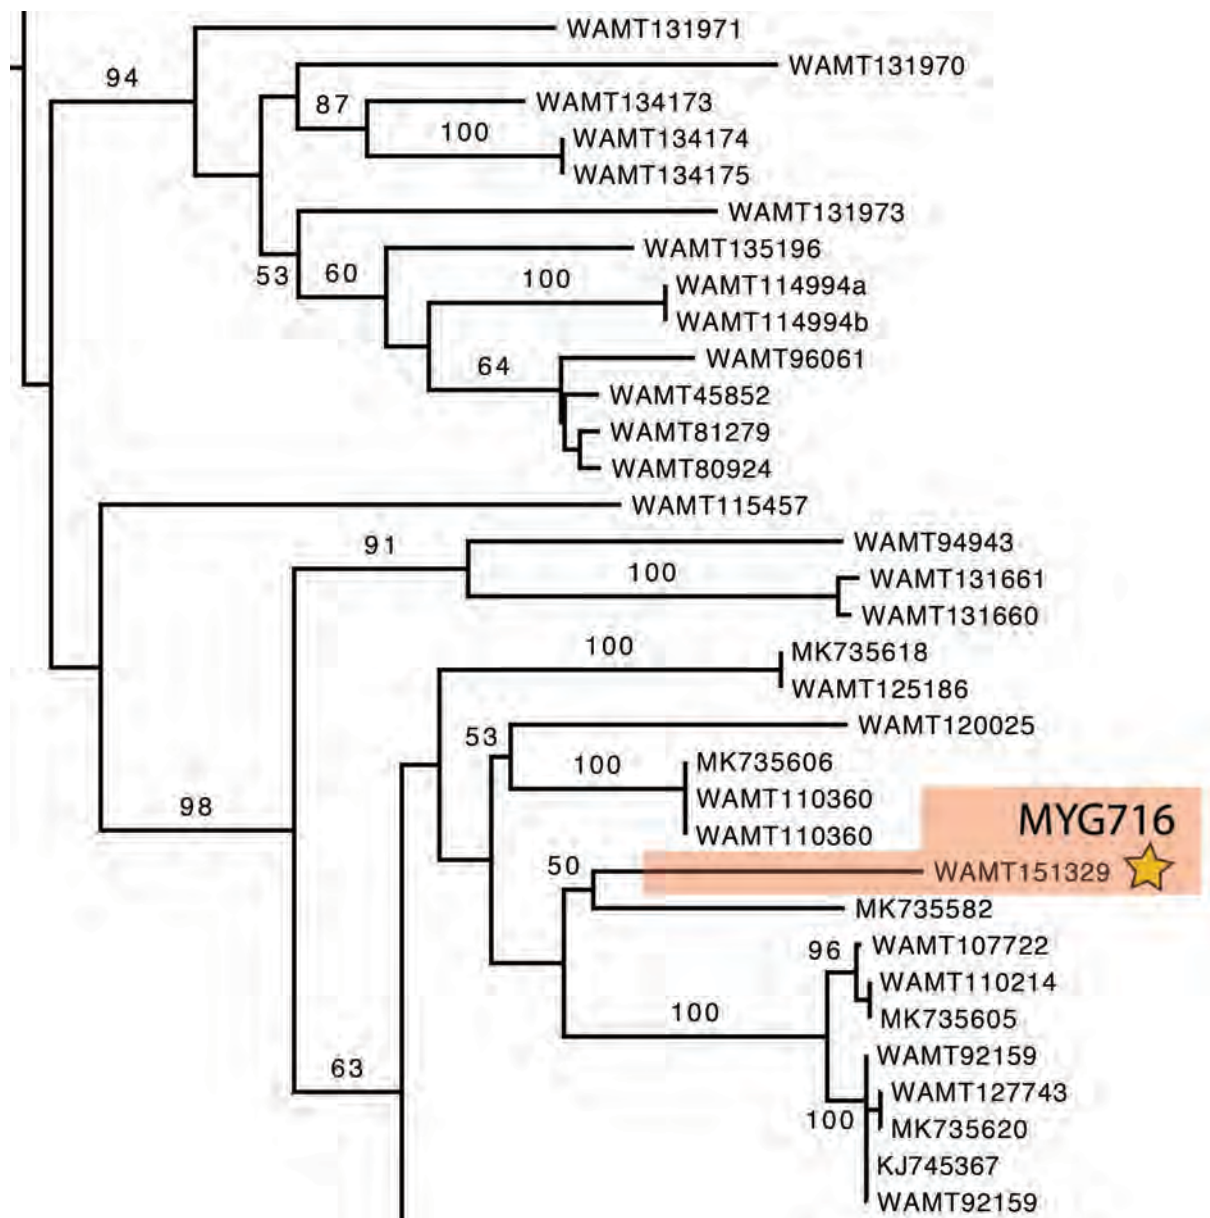 WAMT131971
WAMT131970
94
87
WAMT134173
100
WAMT134174
WAMT134175
WAMT131973
WAMT135196
53
60
100
WAMT114994a
WAMT114994b
WAMT96061
64
WAMT45852
WAMT81279
WAMT80924
WAMT115457
91
WAMT94943
100
WAMT131661
WAMT131660
100
MK735618
WAMT125186
53
WAMT120025
100
MK735606
WAMT110360
98
MYG716
WAMT110360
50
WAMT151329
MK735582
96
WAMT107722
WAMT110214
100
MK735605
WAMT92159
63
WAMT127743
100
MK735620
KJ745367
WAMT92159